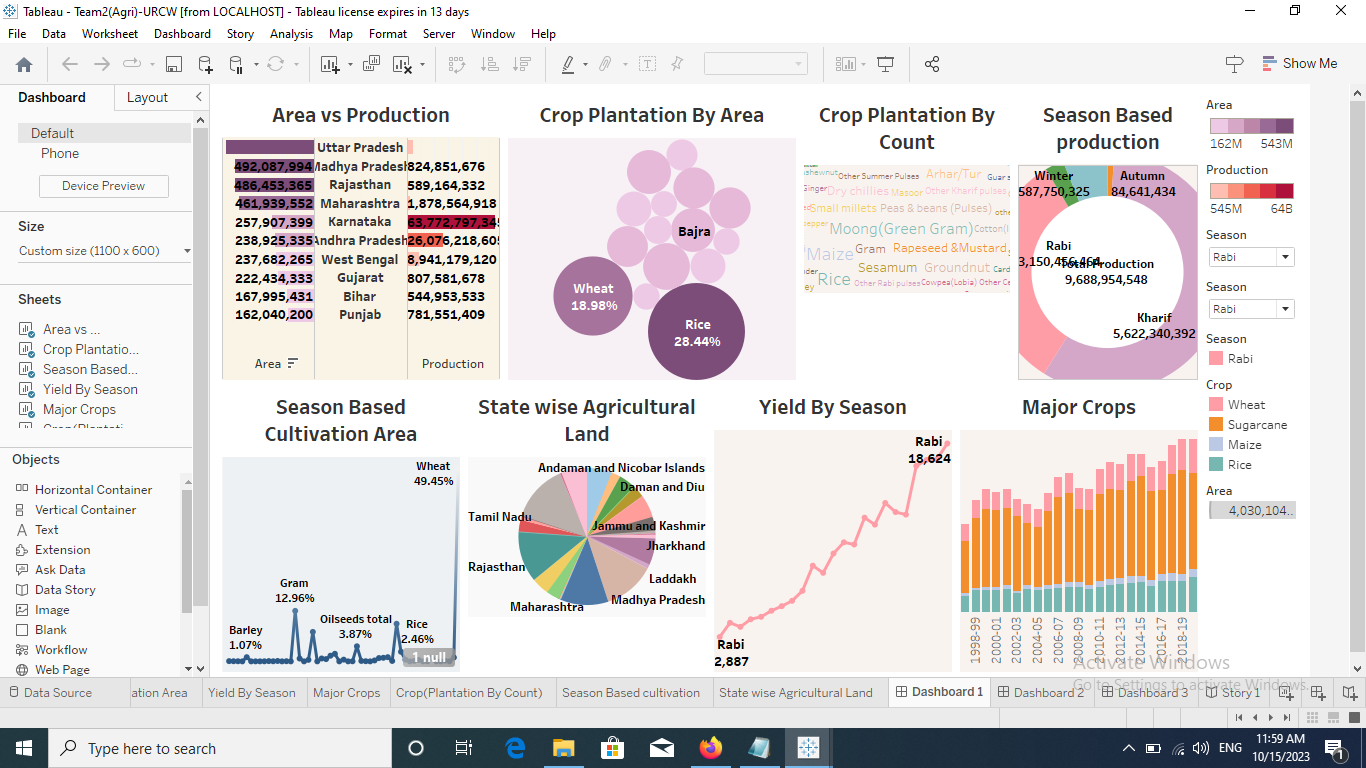 Tableau - Team2(Agri)-URCW [from LOCALHOST] - Tableau license expires in 13 days
File Data Worksheet Dashboard Story Analysis Map Format Server Window Help
Show Me
Dashboard Layout
Default
Phone
Device Preview
Size
Custom size (1100 x 600)
Sheets
Area vs ...
Crop Plantatio...
Season Based...
Yield By Season
Major Crops
Objects
Horizontal Container
Vertical Container
Text
Extension
Ask Data
Data Story
Image
Blank
Workflow
Web Page
Area vs Production
Uttar Pradesh
492,087,994 Madhya Pradesh 824,851,676
486,453,365 Rajasthan 589,164,332
461,939,552 Maharashtra 1,878,564,918
257,907,399 Karnataka 63,772,797,345
238,925,335 Andhra Pradesh 26,076,218,605
237,682,265 West Bengal 8,941,179,120
222,434,333 Gujarat 807,581,678
167,995,431 Bihar 544,953,533
162,040,200 Punjab 781,551,409
Area Production
Crop Plantation By Area
Bajra
Wheat
18.98%
Rice
28.44%
Crop Plantation By
Count
Other Summer Pulses Arhar/Tur
Ginger Dry chillies Masoor Other Kharif pulses
Small millets Peas & beans (Pulses)
Moong(Green Gram) Cotton(l
Maize Gram Rapeseed &Mustard
Sesamum Groundnut
Rice Other Rabi pulses Cowpea(Lobia)
Season Based
production
Winter
587,750,325
Autumn
84,641,434
Rabi
3,150,456,464
Total Production
9,688,954,548
Kharif
5,622,340,392
Area
162M 543M
Production
545M 64B
Season
Rabi
Season
Rabi
Season
Rabi
Crop
Wheat
Sugarcane
Maize
Rice
Area
4,030,104..
Season Based
Cultivation Area
Wheat
49.45%
Gram
12.96%
Oilseeds total
3.87%
Rice
2.46%
Barley
1.07%
1 null
State wise Agricultural
Land
Andaman and Nicobar Islands
Daman and Diu
Tamil Nadu
Jammu and Kashmir
Jharkhand
Rajasthan
Laddakh
Madhya Pradesh
Maharashtra
Yield By Season
Rabi
18,624
Rabi
2,887
Major Crops
1998-99
2000-01
2002-03
2004-05
2006-07
2008-09
2010-11
2012-13
2014-15
2016-17
2018-19
Activate Windows
Go to Settings to activate Windows.
Data Source ation Area Yield By Season Major Crops Crop(Plantation By Count) Season Based cultivation State wise Agricultural Land Dashboard 1 Dashboard 2 Dashboard 3 Story 1
Type here to search
ENG
11:59 AM
10/15/2023
1